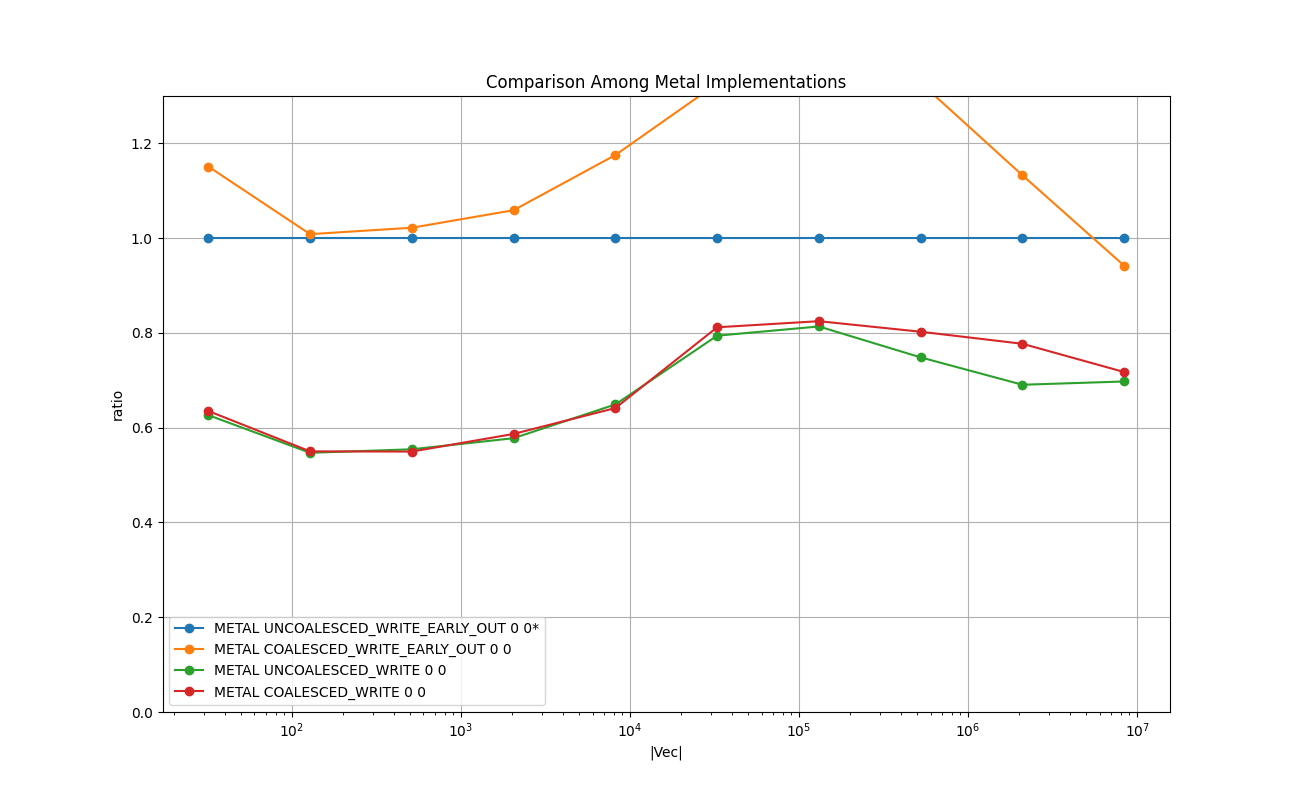 Comparison Among Metal Implementations
ratio
1.2
1.0
0.8
0.6
0.4
0.2
0.0
METAL UNCOALESCED_WRITE_EARLY_OUT 0 0*
METAL COALESCED_WRITE_EARLY_OUT 0 0
METAL UNCOALESCED_WRITE 0 0
METAL COALESCED_WRITE 0 0
10² 10³ 10⁴ 10⁵ 10⁶ 10⁷
|Vec|